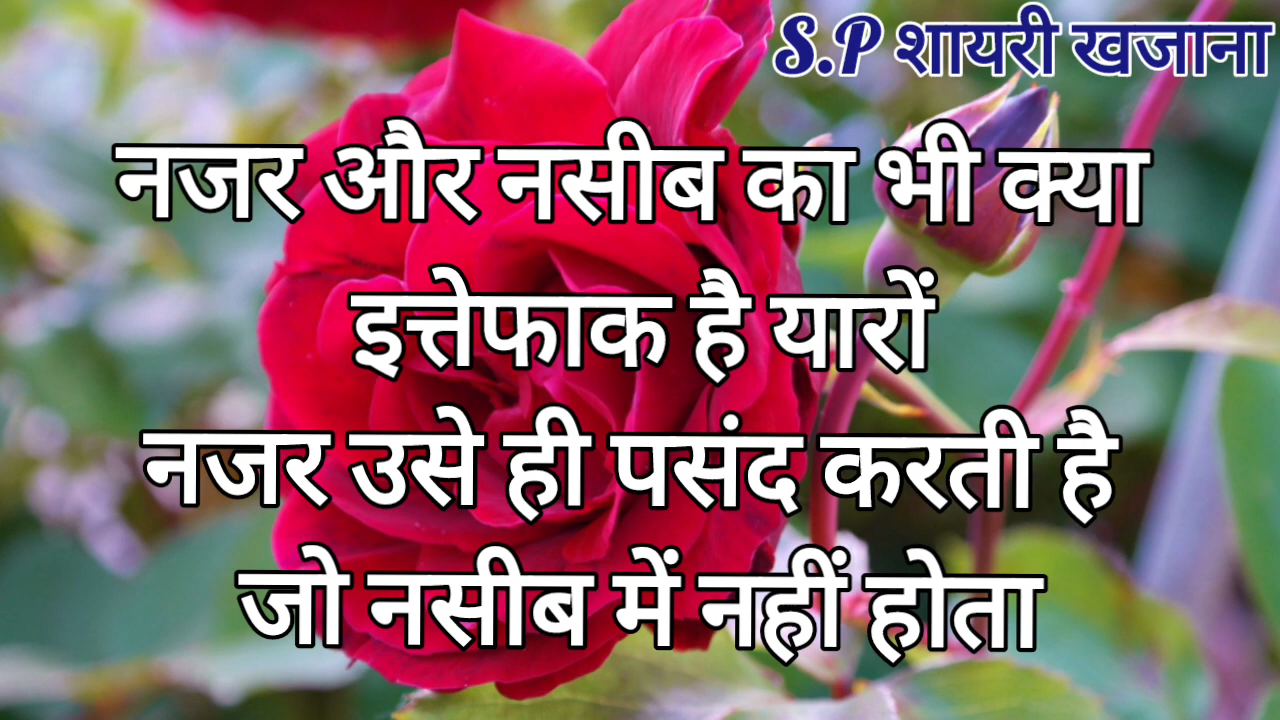 S.P शायरी खजाना
नजर और नसीब का भी क्या
इत्तेफाक है यारों
नजर उसे ही पसंद करती है
जो नसीब में नहीं होता